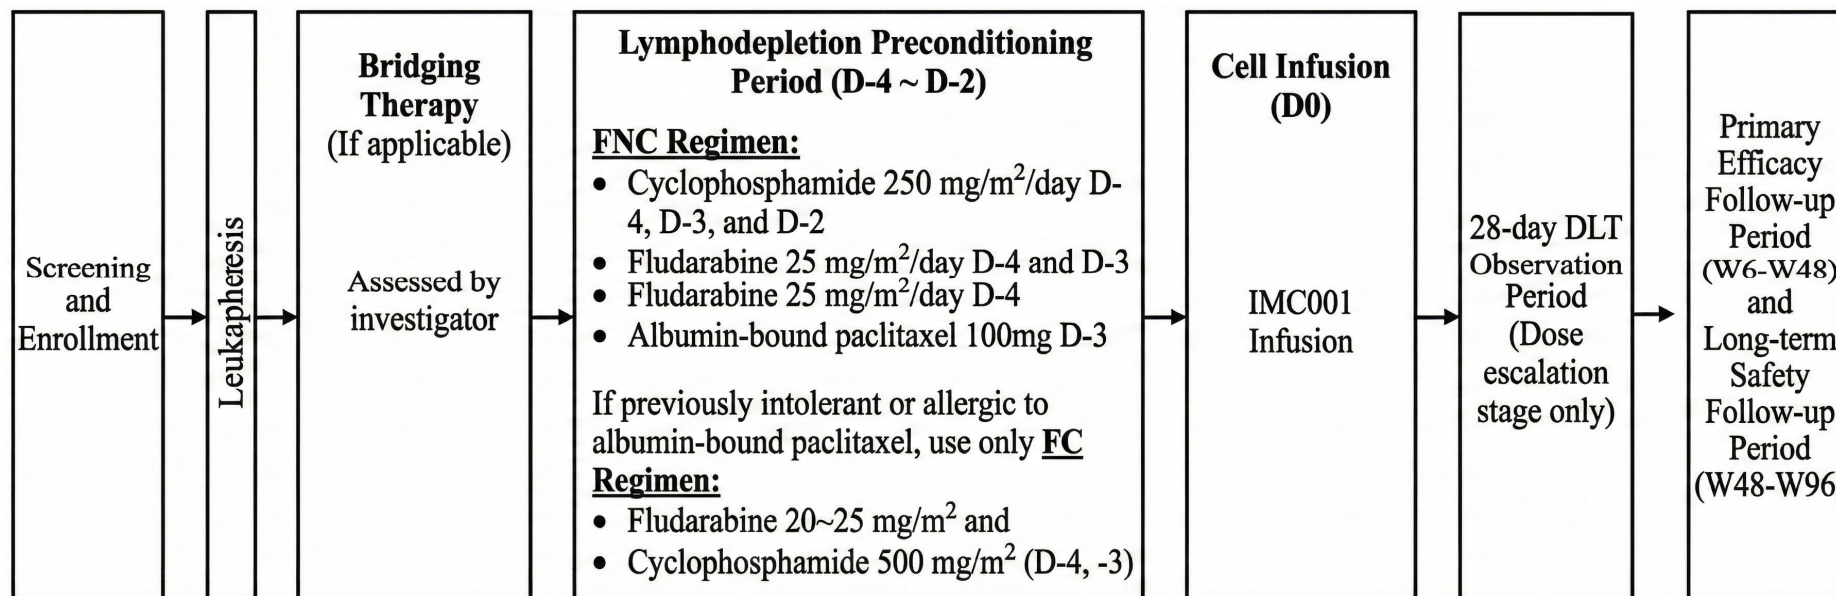 Screening
and
Enrollment
Leukapheresis
Bridging
Therapy
(If applicable)
Assessed by
investigator
Lymphodepletion Preconditioning
Period (D-4 ~ D-2)
FNC Regimen:
• Cyclophosphamide 250 mg/m²/day D-
4, D-3, and D-2
• Fludarabine 25 mg/m²/day D-4 and D-3
• Fludarabine 25 mg/m²/day D-4
• Albumin-bound paclitaxel 100mg D-3
If previously intolerant or allergic to
albumin-bound paclitaxel, use only FC
Regimen:
• Fludarabine 20~25 mg/m² and
• Cyclophosphamide 500 mg/m² (D-4, -3)
Cell Infusion
(D0)
IMC001
Infusion
28-day DLT
Observation
Period
(Dose
escalation
stage only)
Primary
Efficacy
Follow-up
Period
(W6-W48)
and
Long-term
Safety
Follow-up
Period
(W48-W96